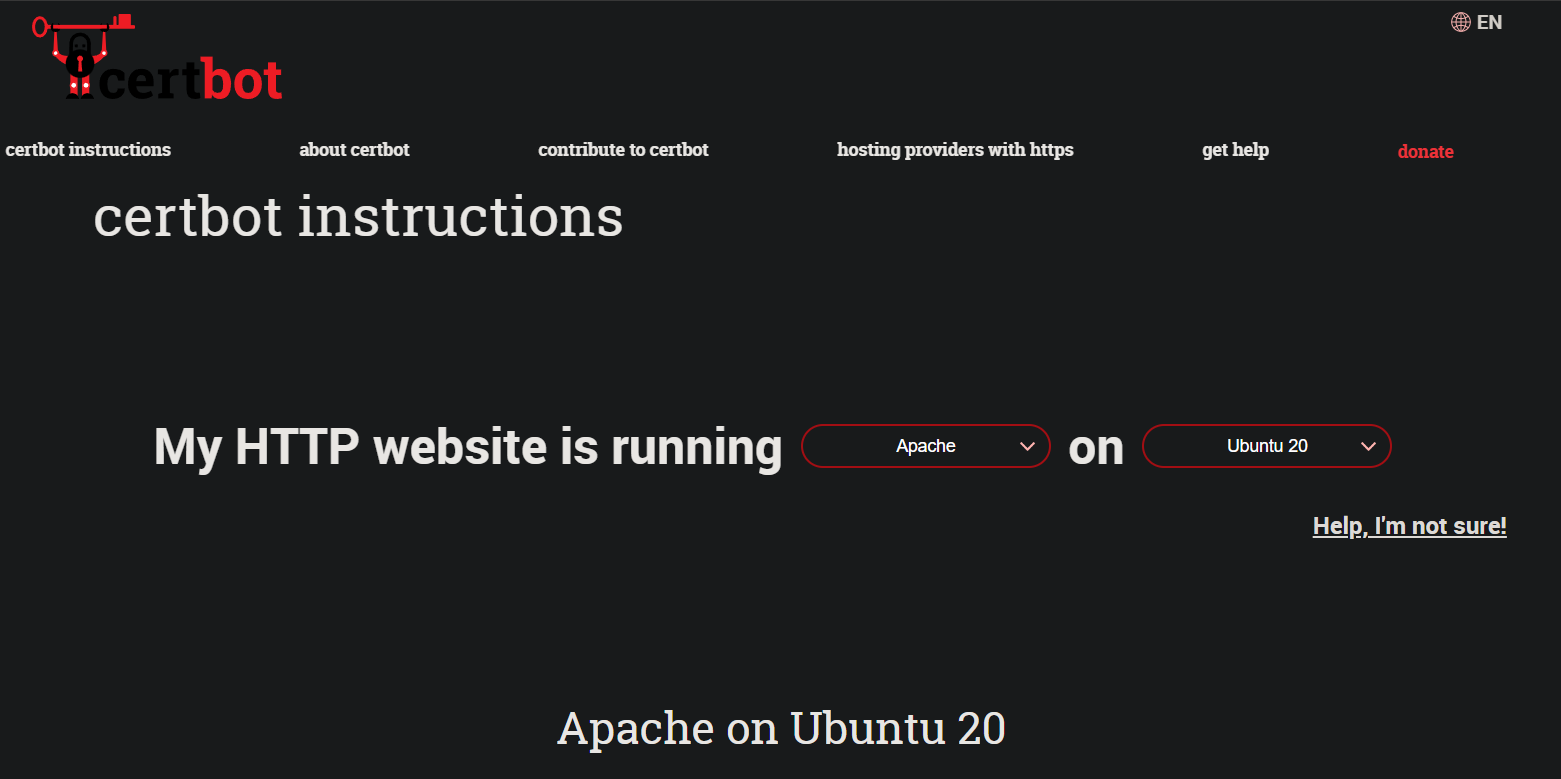 EN
certbot
certbot instructions about certbot contribute to certbot hosting providers with https get help donate
certbot instructions
My HTTP website is running Apache on Ubuntu 20
Help, I'm not sure!
Apache on Ubuntu 20